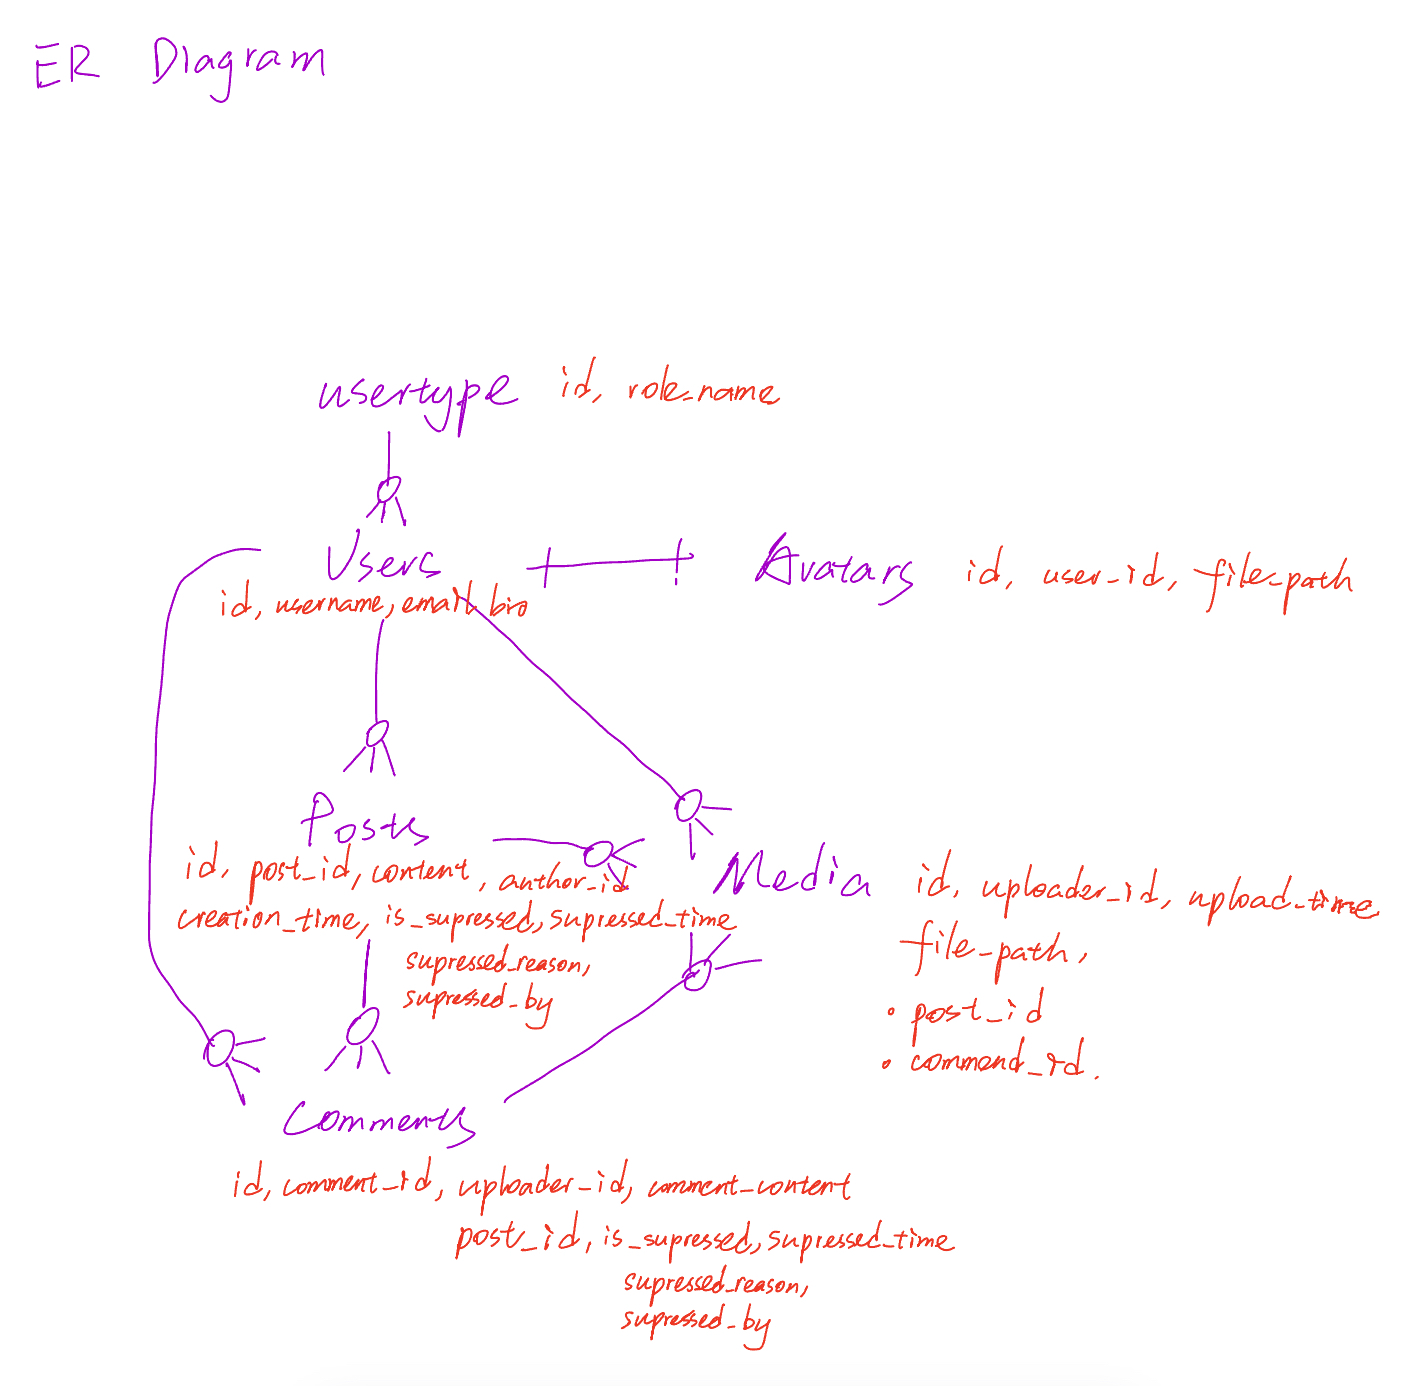 ER Diagram
usertype id, role_name
Users
id, username, email, bio
Avatars id, user_id, file_path
Posts
id, post_id, content, author_id
creation_time, is_supressed, supressed_time
supressed_reason,
supressed_by
Media id, uploader_id, upload_time
file_path,
• post_id
• commend_id.
Comments
id, comment_id, uploader_id, comment_content
post_id, is_supressed, supressed_time
supressed_reason,
supressed_by